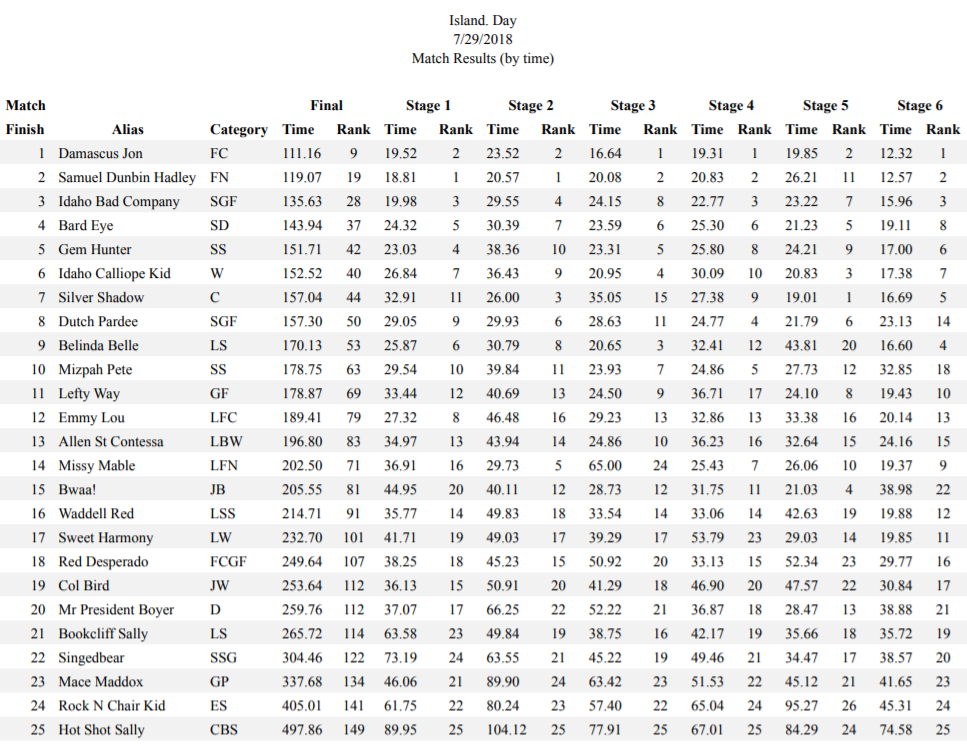 Island. Day
7/29/2018
Match Results (by time)
Match Final Stage 1 Stage 2 Stage 3 Stage 4 Stage 5 Stage 6
Finish Alias Category Time Rank Time Rank Time Rank Time Rank Time Rank Time Rank Time Rank
1 Damascus Jon FC 111.16 9 19.52 2 23.52 2 16.64 1 19.31 1 19.85 2 12.32 1
2 Samuel Dunbin Hadley FN 119.07 19 18.81 1 20.57 1 20.08 2 20.83 2 26.21 11 12.57 2
3 Idaho Bad Company SGF 135.63 28 19.98 3 29.55 4 24.15 8 22.77 3 23.22 7 15.96 3
4 Bard Eye SD 143.94 37 24.32 5 30.39 7 23.59 6 25.30 6 21.23 5 19.11 8
5 Gem Hunter SS 151.71 42 23.03 4 38.36 10 23.31 5 25.80 8 24.21 9 17.00 6
6 Idaho Calliope Kid W 152.52 40 26.84 7 36.43 9 20.95 4 30.09 10 20.83 3 17.38 7
7 Silver Shadow C 157.04 44 32.91 11 26.00 3 35.05 15 27.38 9 19.01 1 16.69 5
8 Dutch Pardee SGF 157.30 50 29.05 9 29.93 6 28.63 11 24.77 4 21.79 6 23.13 14
9 Belinda Belle LS 170.13 53 25.87 6 30.79 8 20.65 3 32.41 12 43.81 20 16.60 4
10 Mizpah Pete SS 178.75 63 29.54 10 39.84 11 23.93 7 24.86 5 27.73 12 32.85 18
11 Lefty Way GF 178.87 69 33.44 12 40.69 13 24.50 9 36.71 17 24.10 8 19.43 10
12 Emmy Lou LFC 189.41 79 27.32 8 46.48 16 29.23 13 32.86 13 33.38 16 20.14 13
13 Allen St Contessa LBW 196.80 83 34.97 13 43.94 14 24.86 10 36.23 16 32.64 15 24.16 15
14 Missy Mable LFN 202.50 71 36.91 16 29.73 5 65.00 24 25.43 7 26.06 10 19.37 9
15 Bwaa! JB 205.55 81 44.95 20 40.11 12 28.73 12 31.75 11 21.03 4 38.98 22
16 Waddell Red LSS 214.71 91 35.77 14 49.83 18 33.54 14 33.06 14 42.63 19 19.88 12
17 Sweet Harmony LW 232.70 101 41.71 19 49.03 17 39.29 17 53.79 23 29.03 14 19.85 11
18 Red Desperado FCGF 249.64 107 38.25 18 45.23 15 50.92 20 33.13 15 52.34 23 29.77 16
19 Col Bird JW 253.64 112 36.13 15 50.91 20 41.29 18 46.90 20 47.57 22 30.84 17
20 Mr President Boyer D 259.76 112 37.07 17 66.25 22 52.22 21 36.87 18 28.47 13 38.88 21
21 Bookcliff Sally LS 265.72 114 63.58 23 49.84 19 38.75 16 42.17 19 35.66 18 35.72 19
22 Singedbear SSG 304.46 122 73.19 24 63.55 21 45.22 19 49.46 21 34.47 17 38.57 20
23 Mace Maddox GP 337.68 134 46.06 21 89.90 24 63.42 23 51.53 22 45.12 21 41.65 23
24 Rock N Chair Kid ES 405.01 141 61.75 22 80.24 23 57.40 22 65.04 24 95.27 26 45.31 24
25 Hot Shot Sally CBS 497.86 149 89.95 25 104.12 25 77.91 25 67.01 25 84.29 24 74.58 25